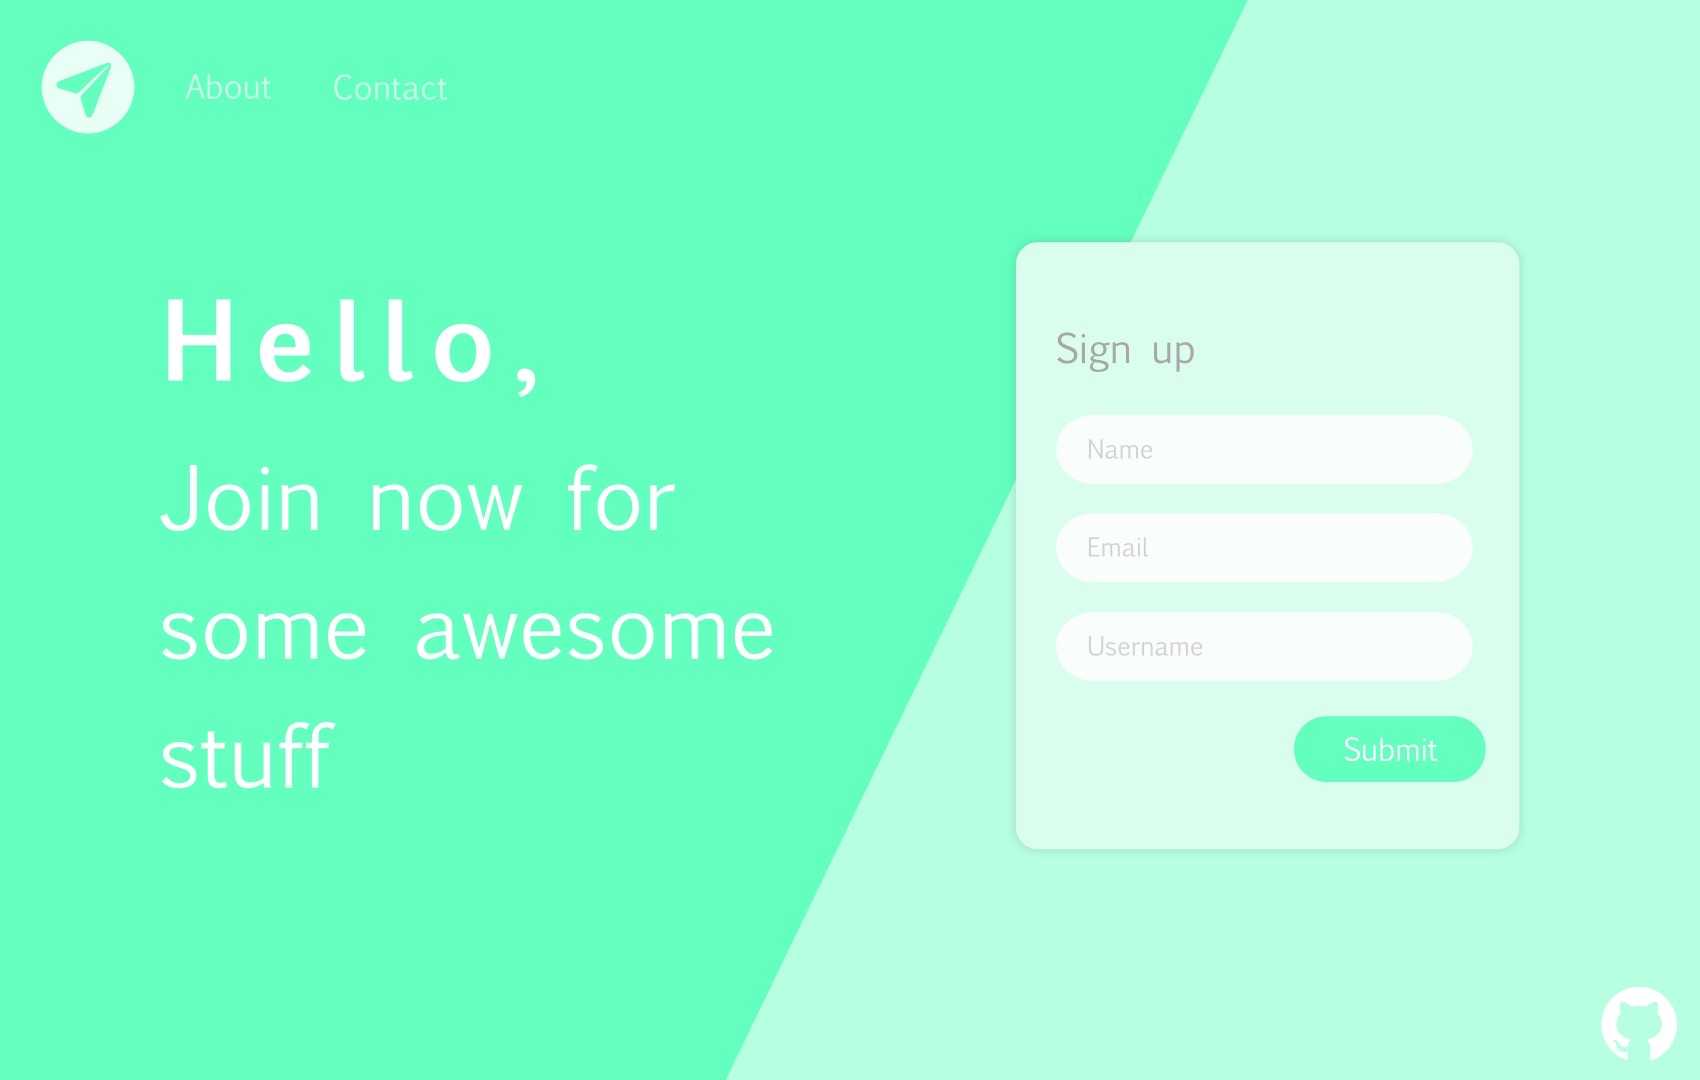 About
Contact
Hello,
Join now for
some awesome
stuff
Sign up
Name
Email
Username
Submit